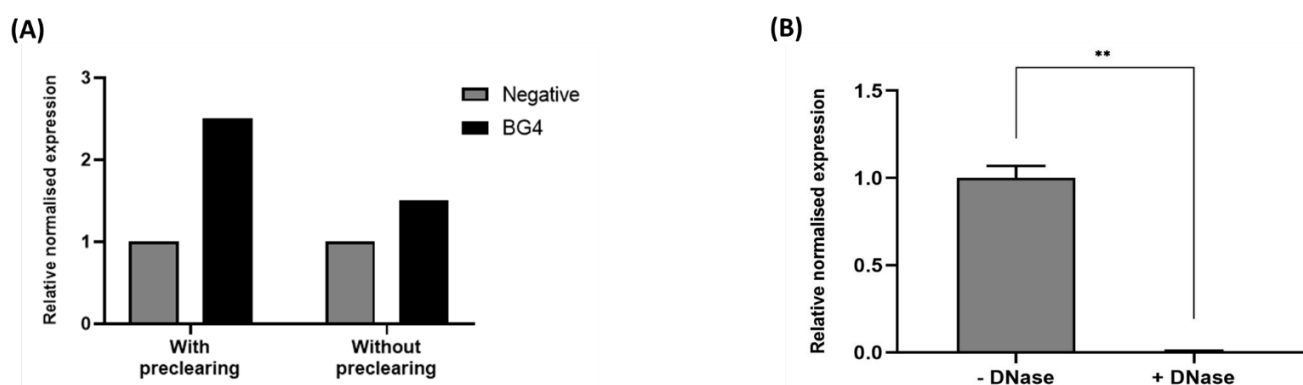 (A)
Relative normalised expression
3
2
1
0
Negative
BG4
With
preclearing
Without
preclearing
(B)
**
Relative normalised expression
1.5
1.0
0.5
0.0
- DNase
+ DNase